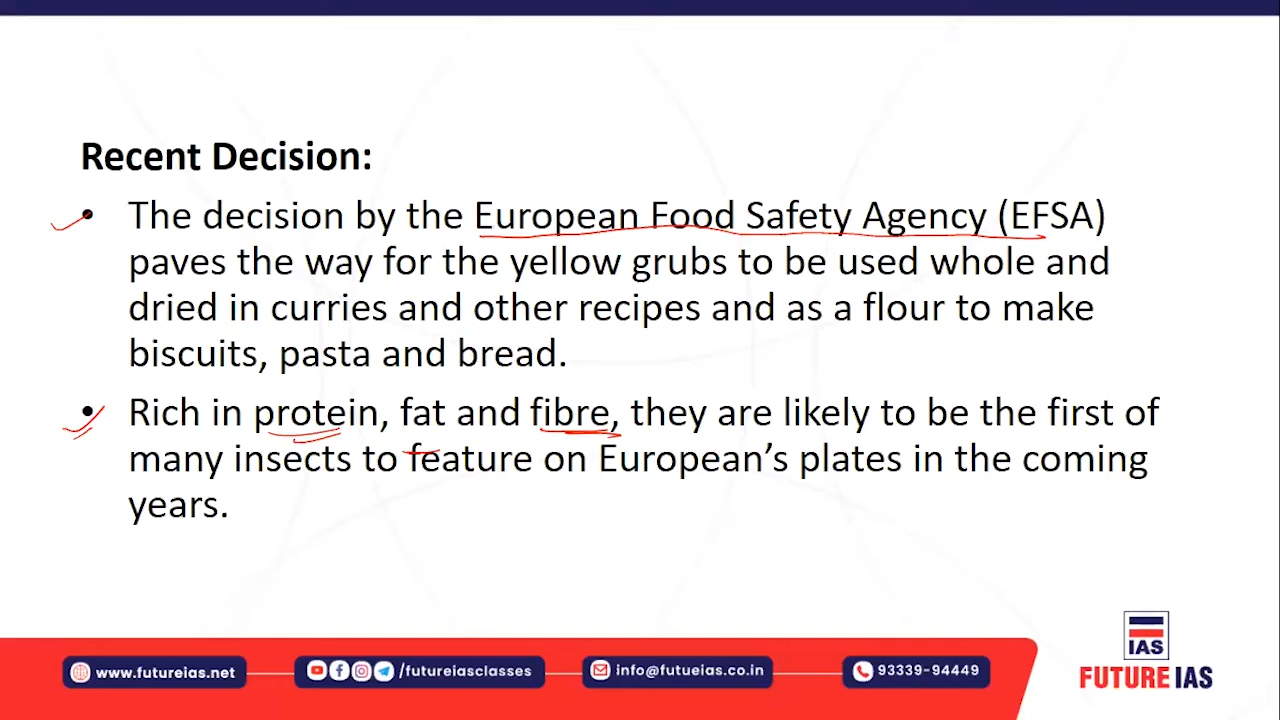 Recent Decision:
• The decision by the European Food Safety Agency (EFSA)
paves the way for the yellow grubs to be used whole and
dried in curries and other recipes and as a flour to make
biscuits, pasta and bread.
• Rich in protein, fat and fibre, they are likely to be the first of
many insects to feature on European’s plates in the coming
years.
IAS
FUTURE IAS
www.futureias.net
/futureiasclasses
info@futueias.co.in
93339-94449